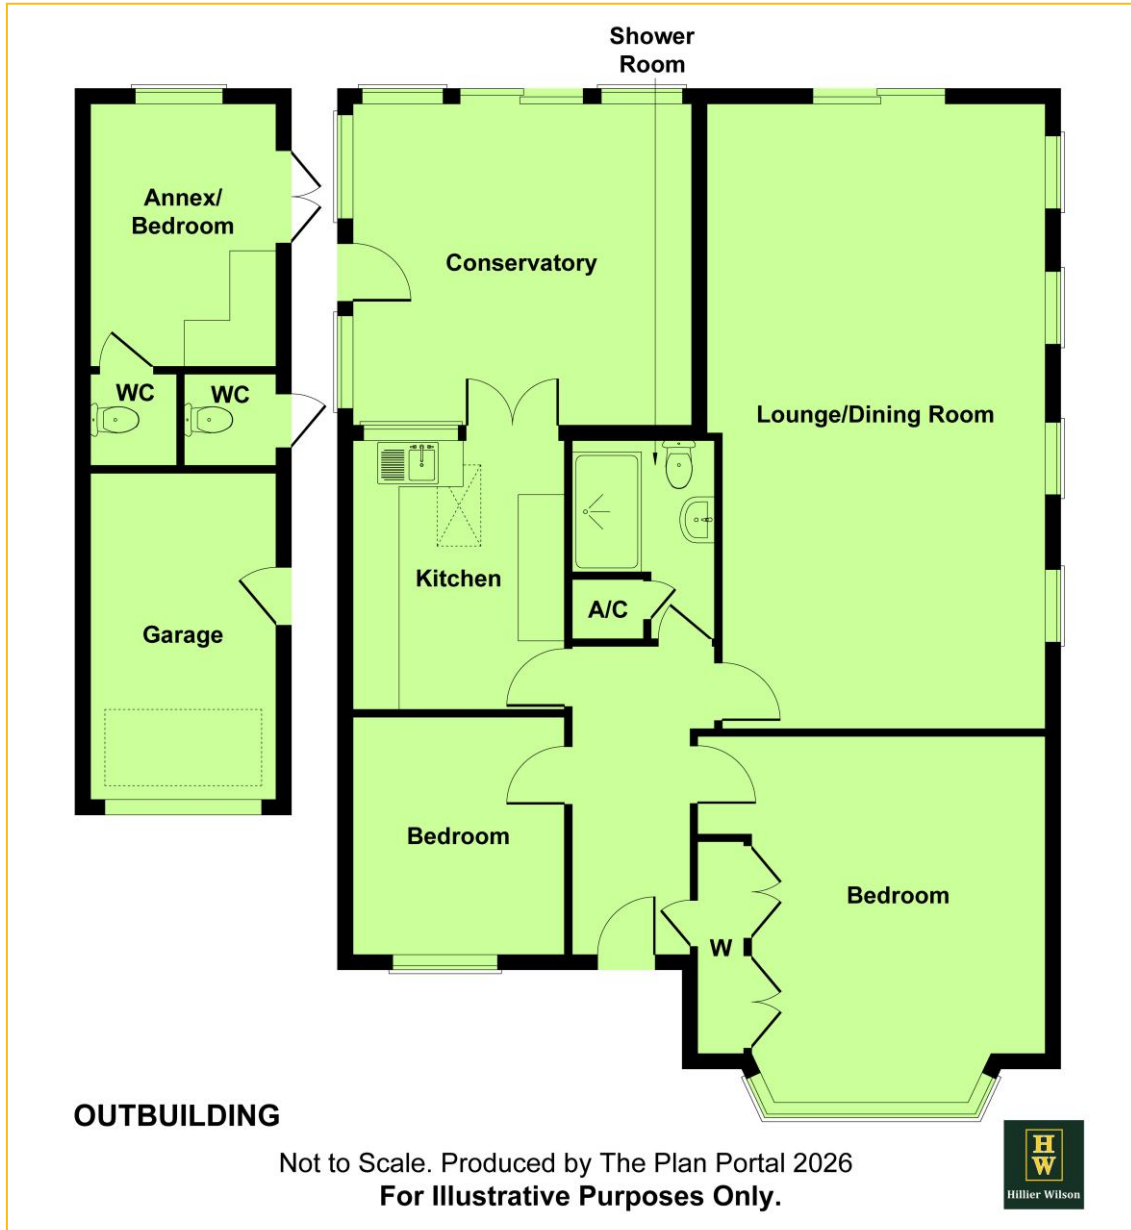 Shower
Room
Annex/
Bedroom
Conservatory
WC
WC
Lounge/Dining Room
Kitchen
A/C
Garage
Bedroom
Bedroom
W
OUTBUILDING
Not to Scale. Produced by The Plan Portal 2026
For Illustrative Purposes Only.
H
W
Hillier Wilson